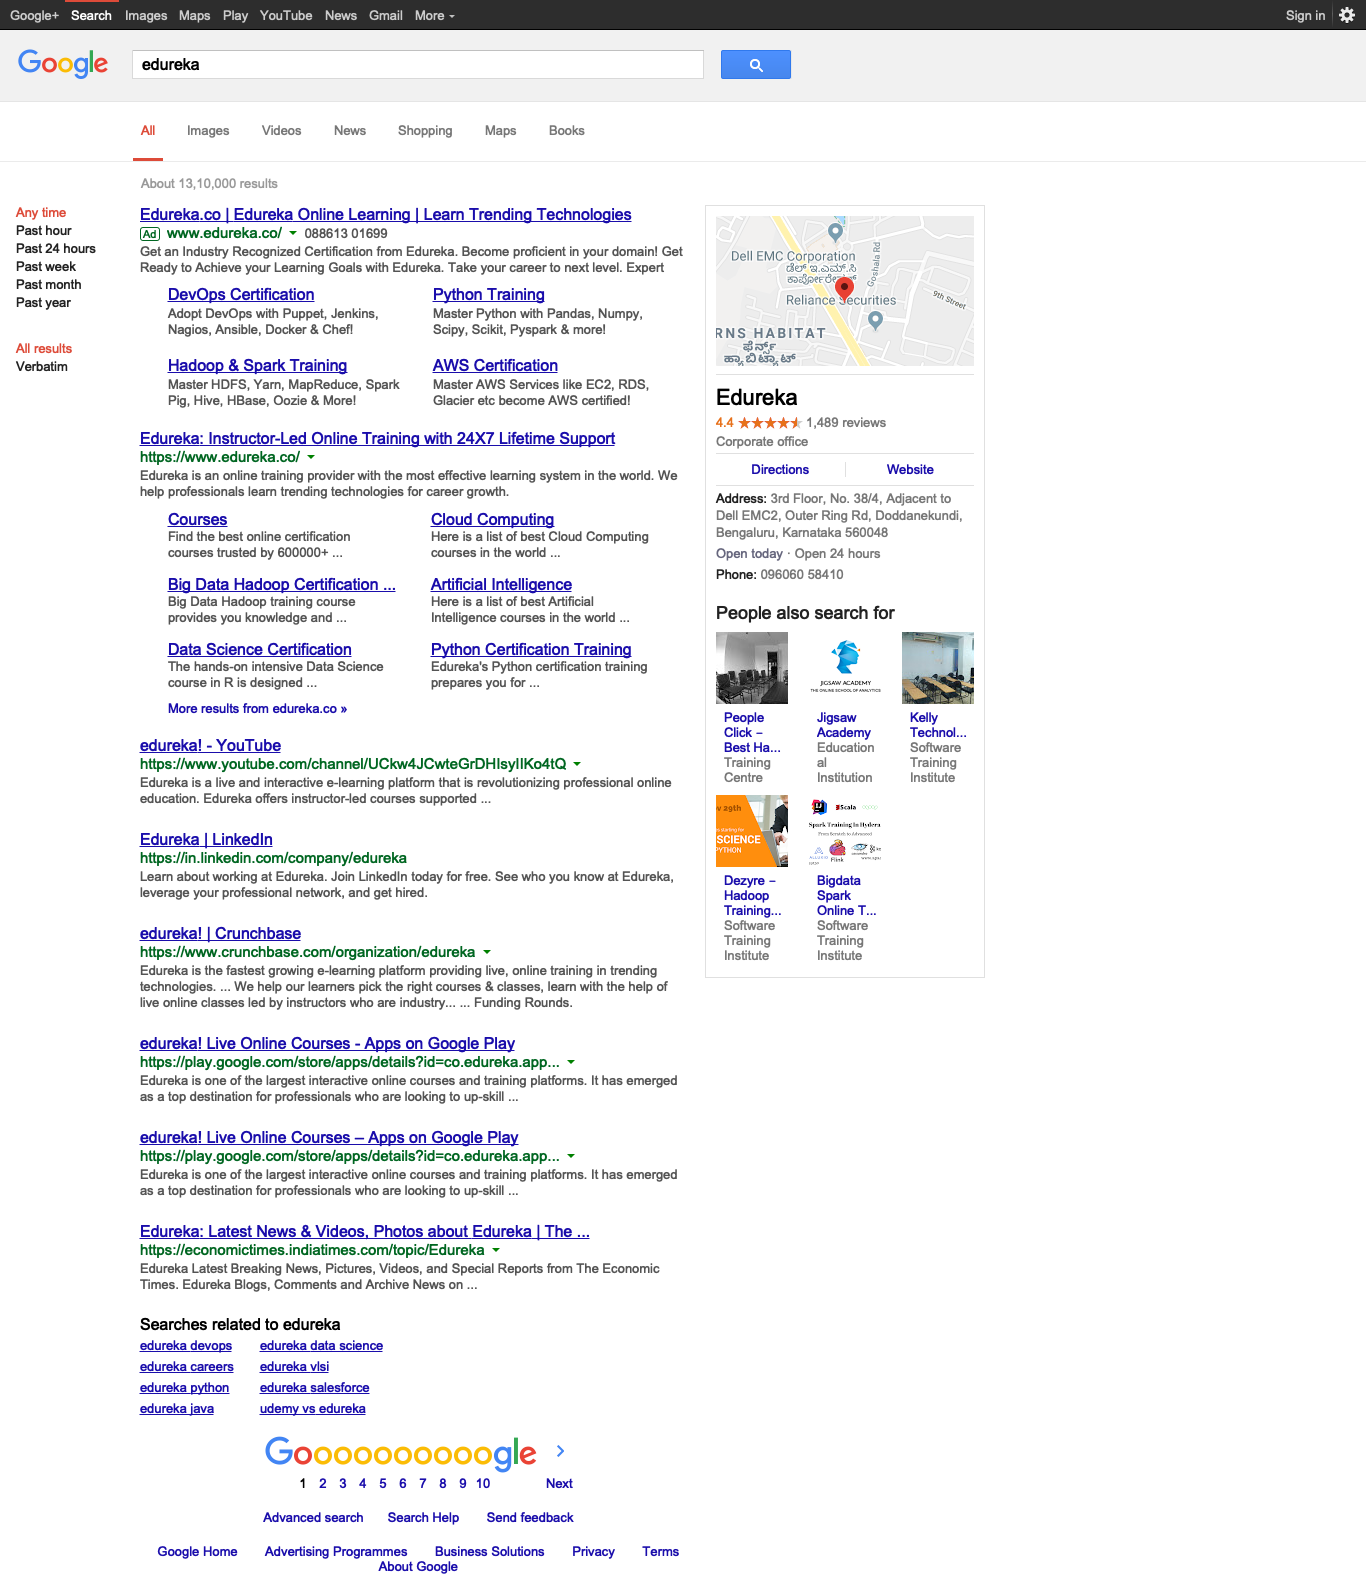 Google+ Search Images Maps Play YouTube News Gmail More Sign in
Google
edureka
All Images Videos News Shopping Maps Books
About 13,10,000 results
Any time
Past hour
Past 24 hours
Past week
Past month
Past year
All results
Verbatim
Edureka.co | Edureka Online Learning | Learn Trending Technologies
Ad www.edureka.co/ 088613 01699
Get an Industry Recognized Certification from Edureka. Become proficient in your domain! Get
Ready to Achieve your Learning Goals with Edureka. Take your career to next level. Expert
DevOps Certification
Adopt DevOps with Puppet, Jenkins,
Nagios, Ansible, Docker & Chef!
Python Training
Master Python with Pandas, Numpy,
Scipy, Scikit, Pyspark & more!
Hadoop & Spark Training
Master HDFS, Yarn, MapReduce, Spark
Pig, Hive, HBase, Oozie & More!
AWS Certification
Master AWS Services like EC2, RDS,
Glacier etc become AWS certified!
Edureka: Instructor-Led Online Training with 24X7 Lifetime Support
https://www.edureka.co/
Edureka is an online training provider with the most effective learning system in the world. We
help professionals learn trending technologies for career growth.
Courses
Find the best online certification
courses trusted by 600000+ ...
Cloud Computing
Here is a list of best Cloud Computing
courses in the world ...
Big Data Hadoop Certification ...
Big Data Hadoop training course
provides you knowledge and ...
Artificial Intelligence
Here is a list of best Artificial
Intelligence courses in the world ...
Data Science Certification
The hands-on intensive Data Science
course in R is designed ...
Python Certification Training
Edureka's Python certification training
prepares you for ...
More results from edureka.co »
edureka! - YouTube
https://www.youtube.com/channel/UCkw4JCwteGrDHIsyIIKo4tQ
Edureka is a live and interactive e-learning platform that is revolutionizing professional online
education. Edureka offers instructor-led courses supported ...
Edureka | LinkedIn
https://in.linkedin.com/company/edureka
Learn about working at Edureka. Join LinkedIn today for free. See who you know at Edureka,
leverage your professional network, and get hired.
edureka! | Crunchbase
https://www.crunchbase.com/organization/edureka
Edureka is the fastest growing e-learning platform providing live, online training in trending
technologies. ... We help our learners pick the right courses & classes, learn with the help of
live online classes led by instructors who are industry... ... Funding Rounds.
edureka! Live Online Courses - Apps on Google Play
https://play.google.com/store/apps/details?id=co.edureka.app...
Edureka is one of the largest interactive online courses and training platforms. It has emerged
as a top destination for professionals who are looking to up-skill ...
edureka! Live Online Courses – Apps on Google Play
https://play.google.com/store/apps/details?id=co.edureka.app...
Edureka is one of the largest interactive online courses and training platforms. It has emerged
as a top destination for professionals who are looking to up-skill ...
Edureka: Latest News & Videos, Photos about Edureka | The ...
https://economictimes.indiatimes.com/topic/Edureka
Edureka Latest Breaking News, Pictures, Videos, and Special Reports from The Economic
Times. Edureka Blogs, Comments and Archive News on ...
Searches related to edureka
edureka devops edureka data science
edureka careers edureka vlsi
edureka python edureka salesforce
edureka java udemy vs edureka
Goooooooooogle
1 2 3 4 5 6 7 8 9 10 Next
Advanced search Search Help Send feedback
Google Home Advertising Programmes Business Solutions Privacy Terms
About Google
Dell EMC Corporation
ಡೆಲ್ ಇ.ಎಮ್.ಸಿ
ಕಾರ್ಪೊರೇಶನ್
Goshala Rd
Reliance Securities
9th Street
RNS HABITAT
ಫೆರ್ನ್ಸ್
ಹ್ಯಾಬಿಟ್ಯಾಟ್
Edureka
4.4 1,489 reviews
Corporate office
Directions Website
Address: 3rd Floor, No. 38/4, Adjacent to
Dell EMC2, Outer Ring Rd, Doddanekundi,
Bengaluru, Karnataka 560048
Open today · Open 24 hours
Phone: 096060 58410
People also search for
JIGSAW ACADEMY
THE ONLINE SCHOOL OF ANALYTICS
People
Click –
Best Ha...
Training
Centre
Jigsaw
Academy
Education
al
Institution
Kelly
Technol...
Software
Training
Institute
v 29th
SCIENCE
PYTHON
Scala
Spark Training In Hydera
From Scratch to Advanced
Flink
Dezyre –
Hadoop
Training...
Software
Training
Institute
Bigdata
Spark
Online T...
Software
Training
Institute